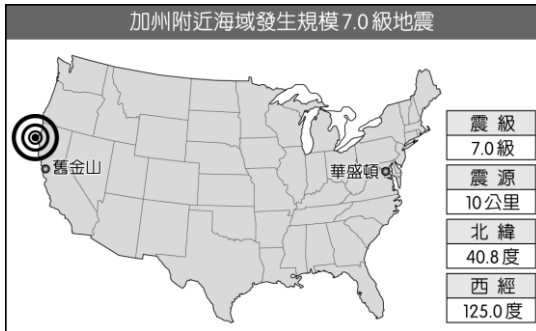 加州附近海域發生規模7.0級地震
舊金山
華盛頓
震級
7.0級
震源
10公里
北緯
40.8度
西經
125.0度